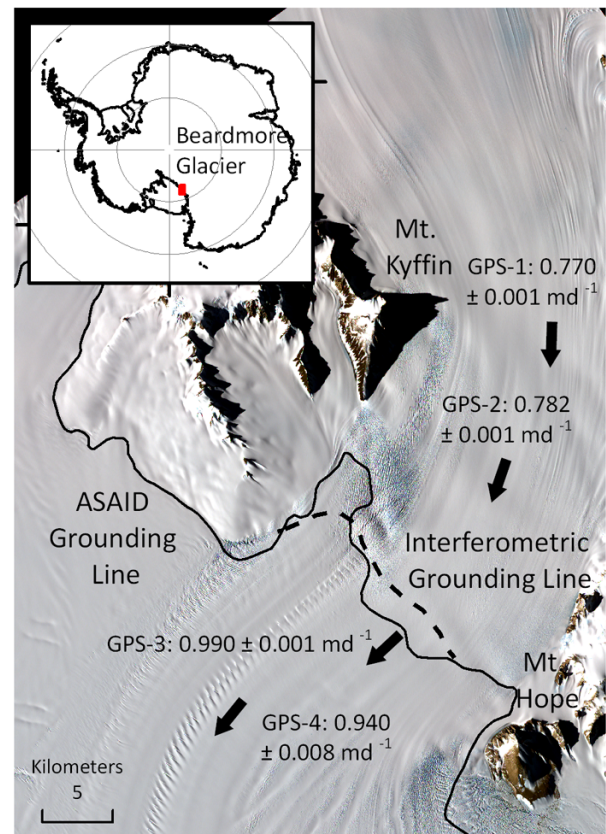 Beardmore
Glacier
Mt.
Kyffin
GPS-1: 0.770
± 0.001 md -1
GPS-2: 0.782
± 0.001 md -1
ASAID
Grounding
Line
Interferometric
Grounding Line
GPS-3: 0.990 ± 0.001 md -1
Mt.
Hope
GPS-4: 0.940
± 0.008 md -1
Kilometers
5